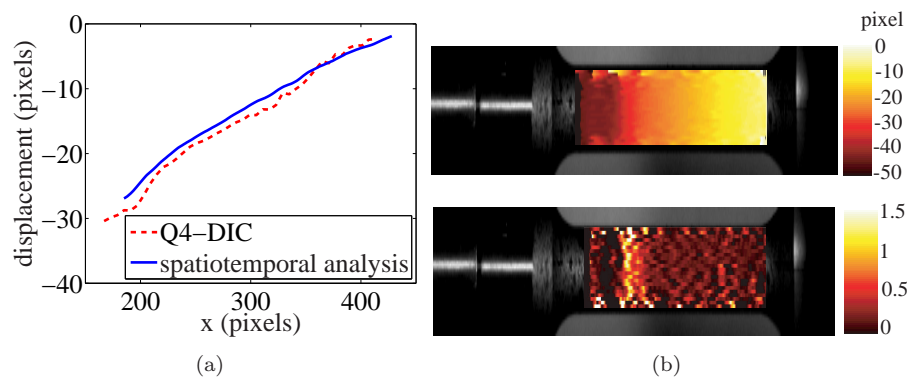 0
−10
−20
−30
−40
displacement (pixels)
200
300
400
x (pixels)
Q4−DIC
spatiotemporal analysis
(a)
pixel
0
-10
-20
-30
-40
-50
1.5
1
0.5
0
(b)